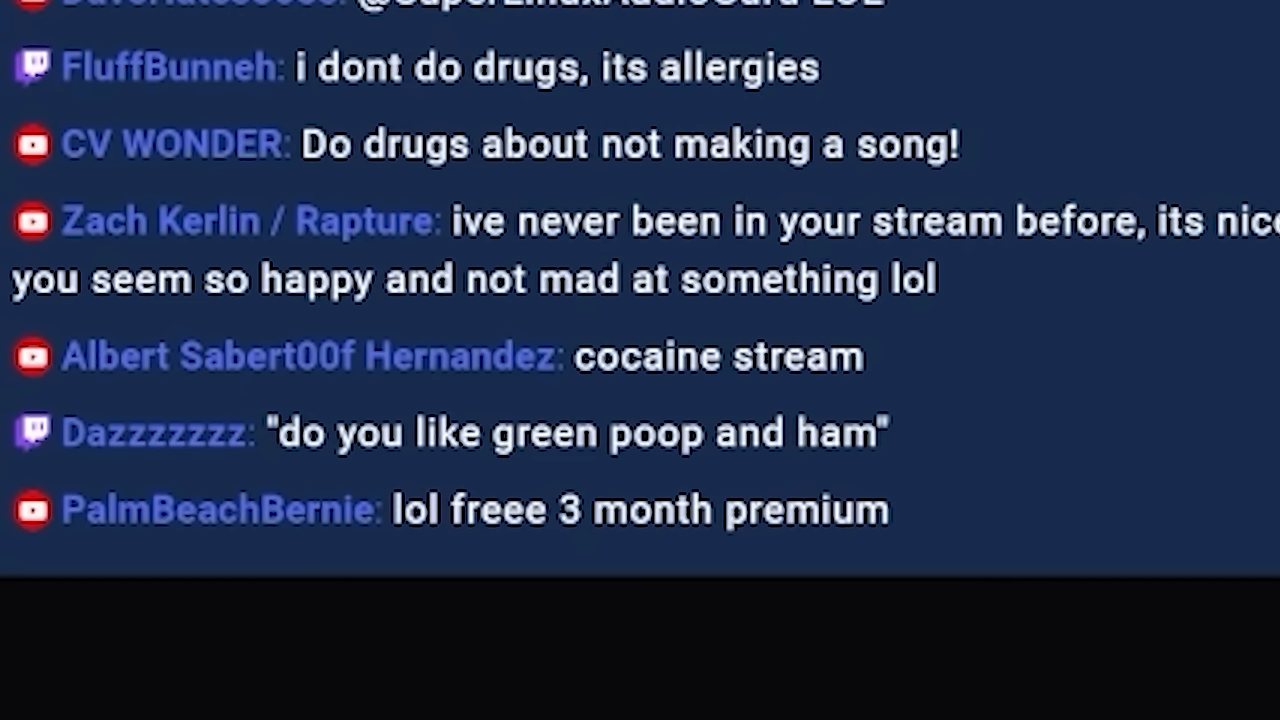 FluffBunneh: i dont do drugs, its allergies
CV WONDER: Do drugs about not making a song!
Zach Kerlin / Rapture: ive never been in your stream before, its
you seem so happy and not mad at something lol
Albert Sabert00f Hernandez: cocaine stream
Dazzzzzzz: "do you like green poop and ham"
PalmBeachBernie: lol freee 3 month premium